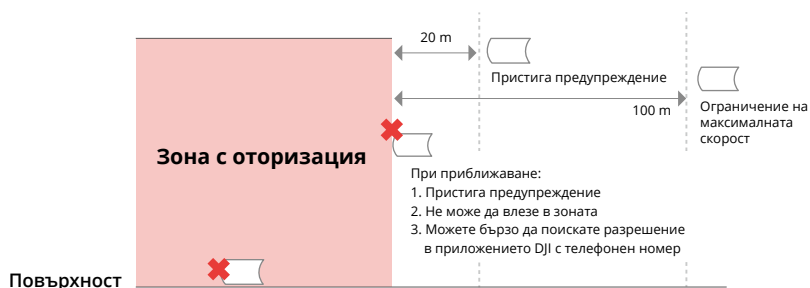 20 m
Пристига предупреждение
100 m
Ограничение на
максималната
скорост
Зона с оторизация
При приближаване:
1. Пристига предупреждение
2. Не може да влезе в зоната
3. Можете бързо да поискате разрешение
в приложението DJI с телефонен номер
Повърхност